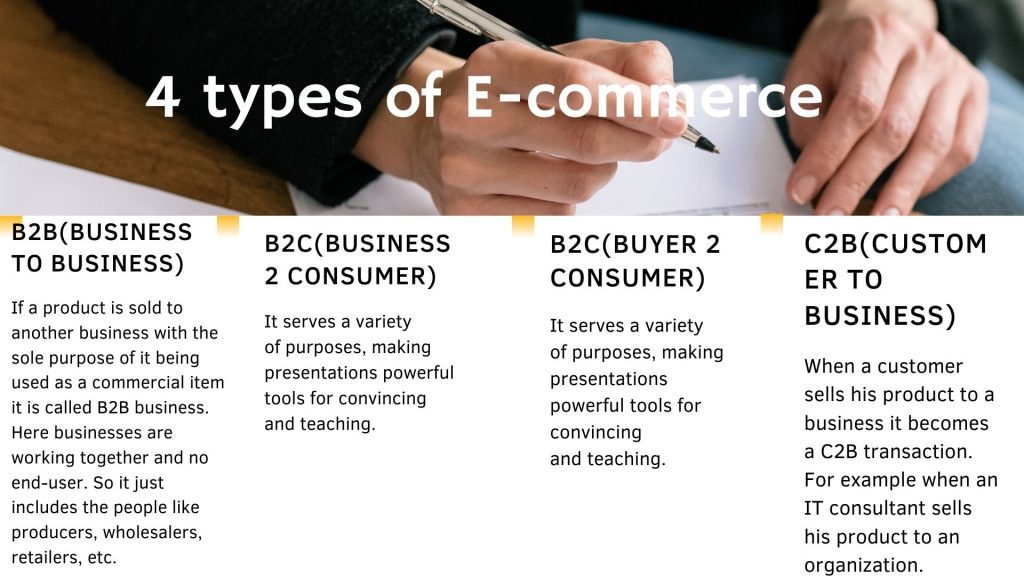 4 types of E-commerce
B2B(BUSINESS
TO BUSINESS)
If a product is sold to
another business with the
sole purpose of it being
used as a commercial item
it is called B2B business.
Here businesses are
working together and no
end-user. So it just
includes the people like
producers, wholesalers,
retailers, etc.
B2C(BUSINESS
2 CONSUMER)
It serves a variety
of purposes, making
presentations powerful
tools for convincing
and teaching.
B2C(BUYER 2
CONSUMER)
It serves a variety
of purposes, making
presentations
powerful tools for
convincing
and teaching.
C2B(CUSTOM
ER TO
BUSINESS)
When a customer
sells his product to a
business it becomes
a C2B transaction.
For example when an
IT consultant sells
his product to an
organization.